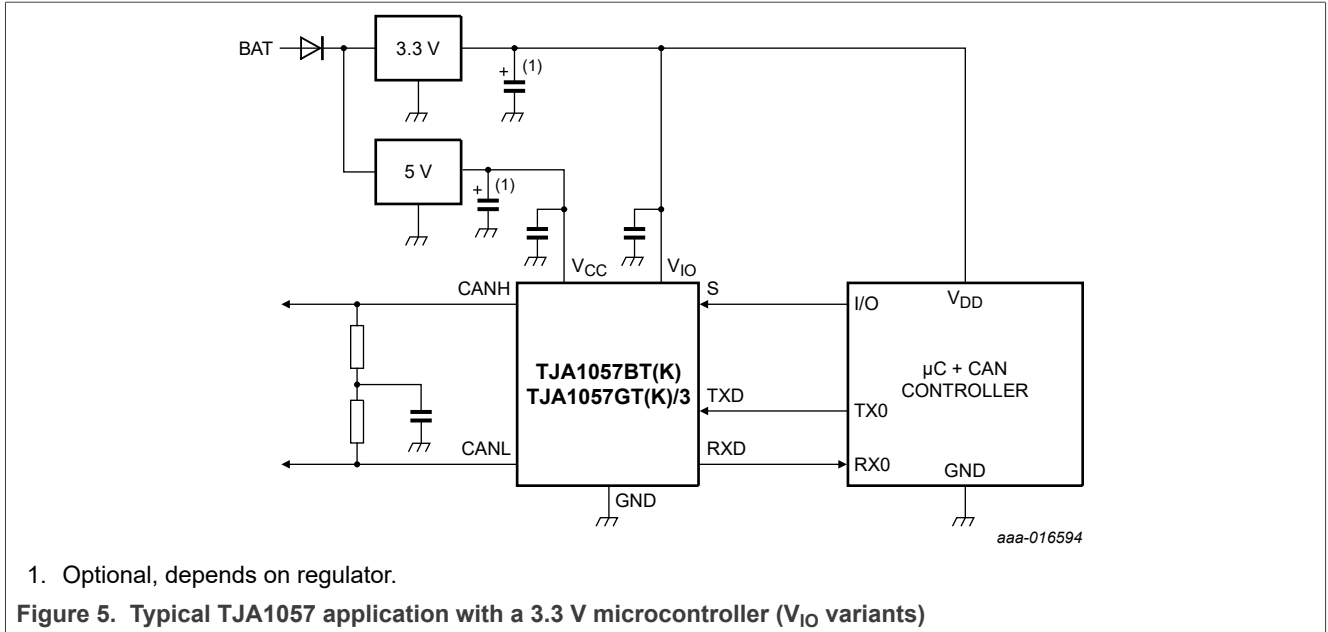 BAT
3.3 V
+ (1)
5 V
+ (1)
VCC
VIO
CANH
S
I/O
VDD
TJA1057BT(K)
TJA1057GT(K)/3
µC + CAN
CONTROLLER
TXD
TX0
CANL
RXD
RX0
GND
GND
aaa-016594
1. Optional, depends on regulator.
Figure 5. Typical TJA1057 application with a 3.3 V microcontroller (VIO variants)